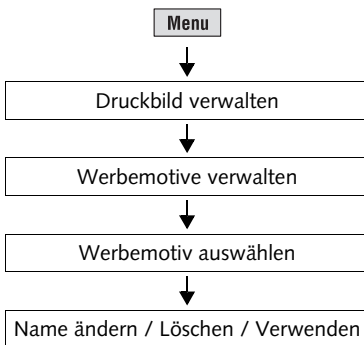 Menu
Druckbild verwalten
Werbemotive verwalten
Werbemotiv auswählen
Name ändern / Löschen / Verwenden